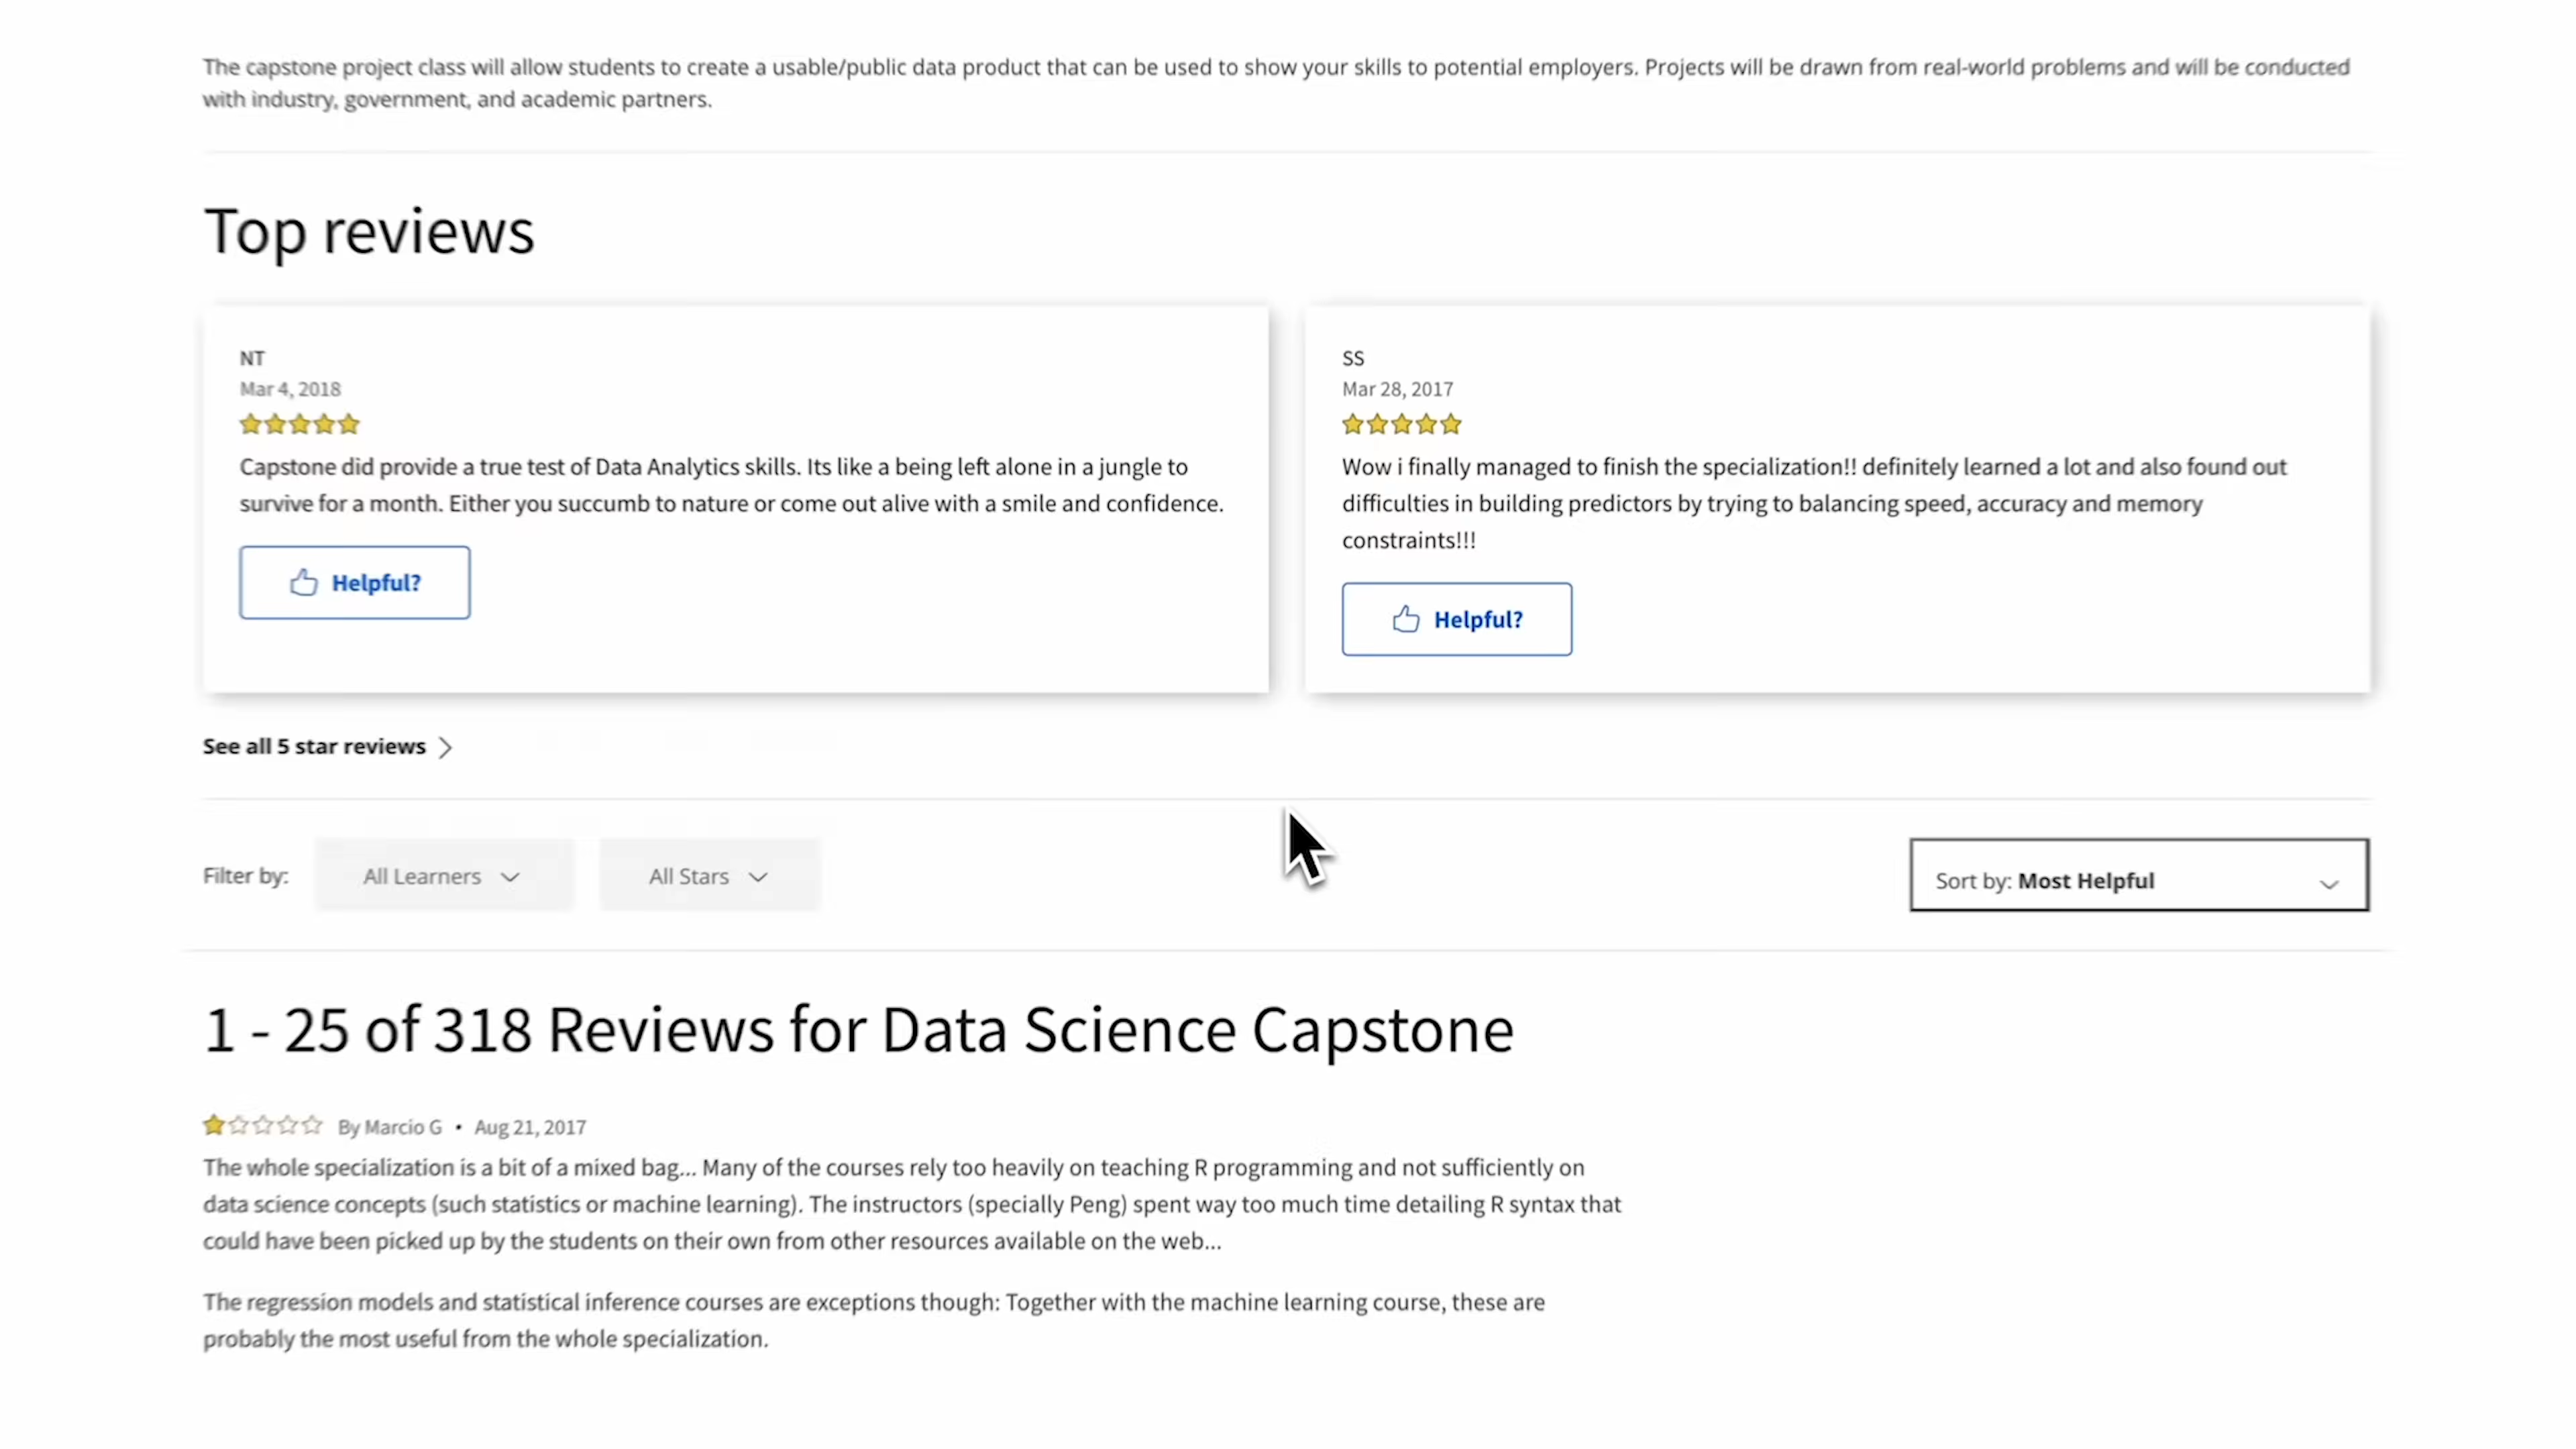 The capstone project class will allow students to create a usable/public data product that can be used to show your skills to potential employers. Projects will be drawn from real-world problems and will be conducted
with industry, government, and academic partners.
Top reviews
NT
Mar 4, 2018
Capstone did provide a true test of Data Analytics skills. Its like a being left alone in a jungle to
survive for a month. Either you succumb to nature or come out alive with a smile and confidence.
Helpful?
SS
Mar 28, 2017
Wow i finally managed to finish the specialization!! definitely learned a lot and also found out
difficulties in building predictors by trying to balancing speed, accuracy and memory
constraints!!!
Helpful?
See all 5 star reviews
Filter by:
All Learners
All Stars
Sort by: Most Helpful
1 - 25 of 318 Reviews for Data Science Capstone
By Marcio G • Aug 21, 2017
The whole specialization is a bit of a mixed bag... Many of the courses rely too heavily on teaching R programming and not sufficiently on
data science concepts (such statistics or machine learning). The instructors (specially Peng) spent way too much time detailing R syntax that
could have been picked up by the students on their own from other resources available on the web...
The regression models and statistical inference courses are exceptions though: Together with the machine learning course, these are
probably the most useful from the whole specialization.